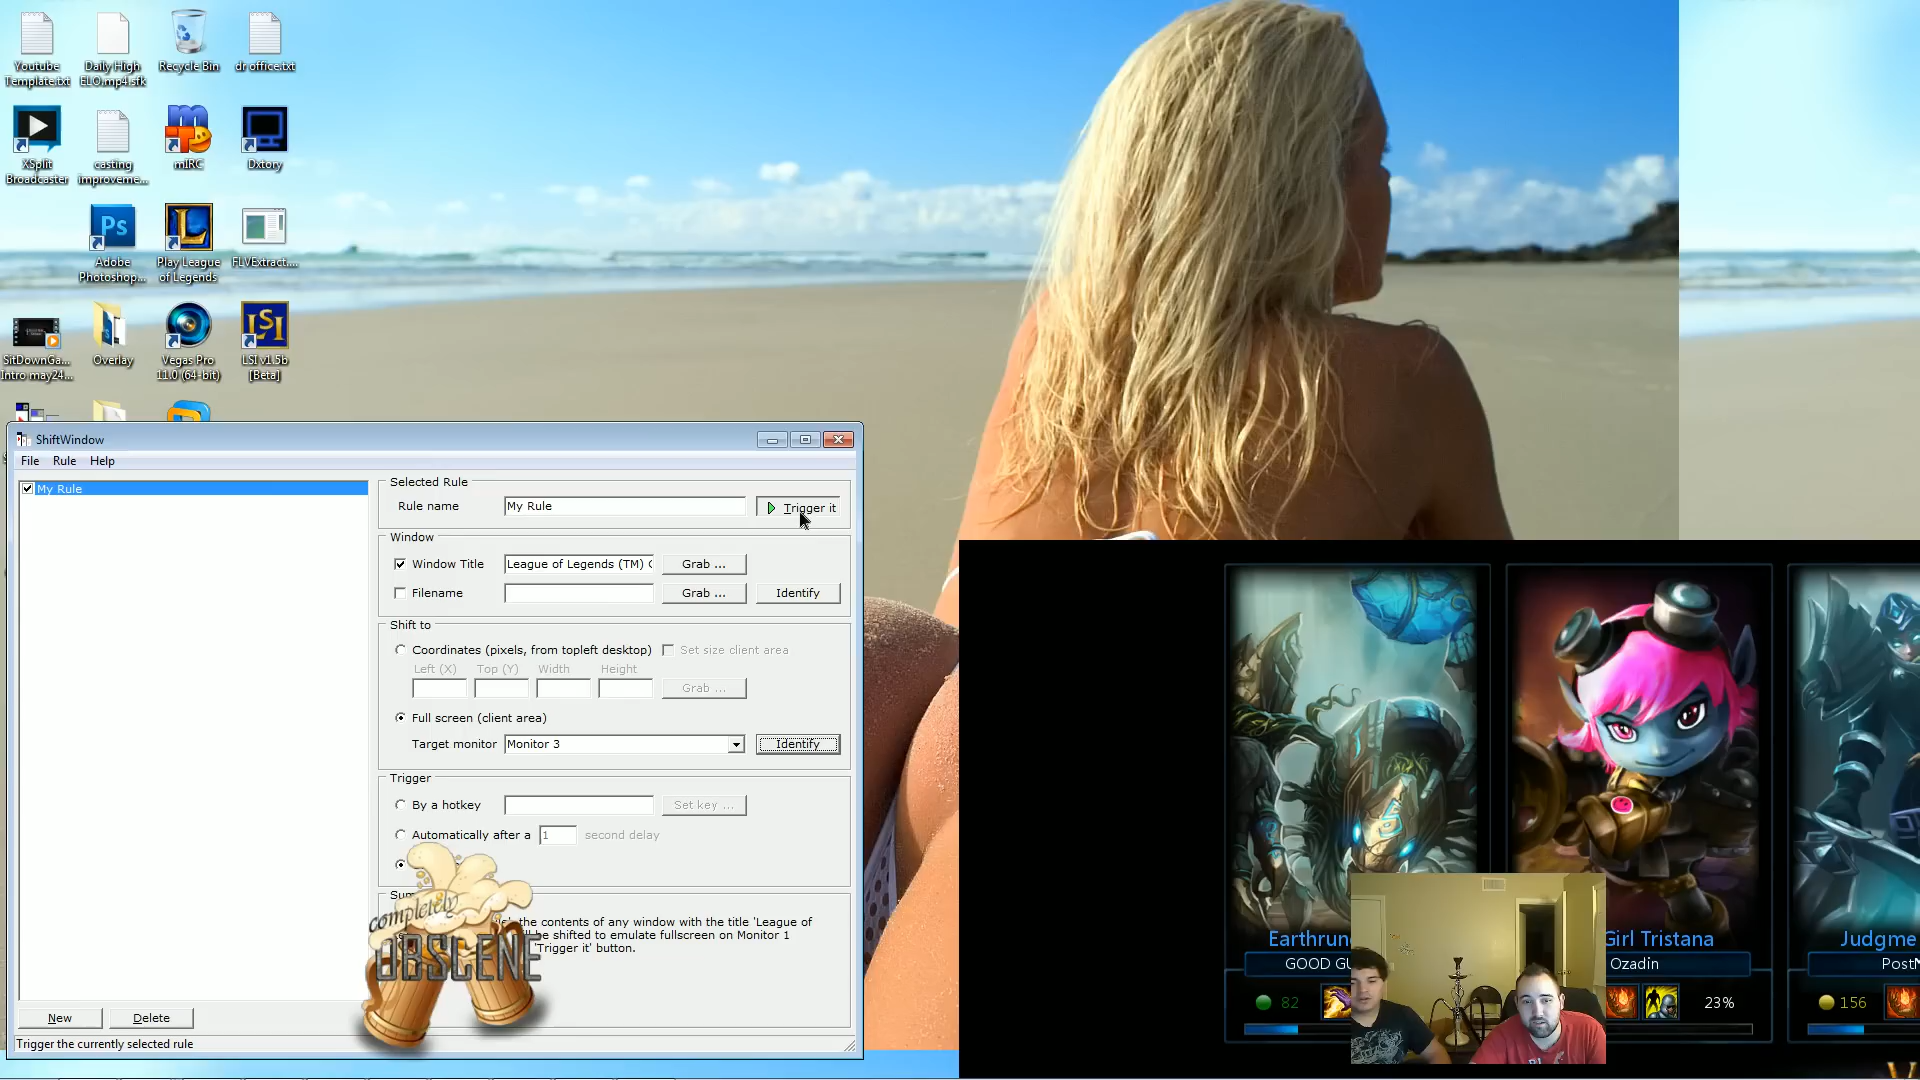 Youtube Template.txt
Daily High ELO.mp4.sfk
Recycle Bin
dr office.txt
XSplit Broadcaster
casting improveme...
mIRC
Dxtory
Adobe Photoshop...
Play League of Legends
FLVExtract....
SitDownGa... Intro may24...
Overlay
Vegas Pro 11.0 (64-bit)
LSI v1.5b [Beta]
ShiftWindow
File Rule Help
My Rule
Selected Rule
Rule name My Rule Trigger it
Window
Window Title League of Legends (TM) Grab ...
Filename Grab ... Identify
Shift to
Coordinates (pixels, from topleft desktop) Set size client area
Left (X) Top (Y) Width Height
Grab ...
Full screen (client area)
Target monitor Monitor 3 Identify
Trigger
By a hotkey Set key ...
Automatically after a 1 second delay
the contents of any window with the title 'League of
be shifted to emulate fullscreen on Monitor 1
'Trigger it' button.
completely
OBSCENE
New Delete
Trigger the currently selected rule
Girl Tristana
GOOD
Ozadin
82
23%
156